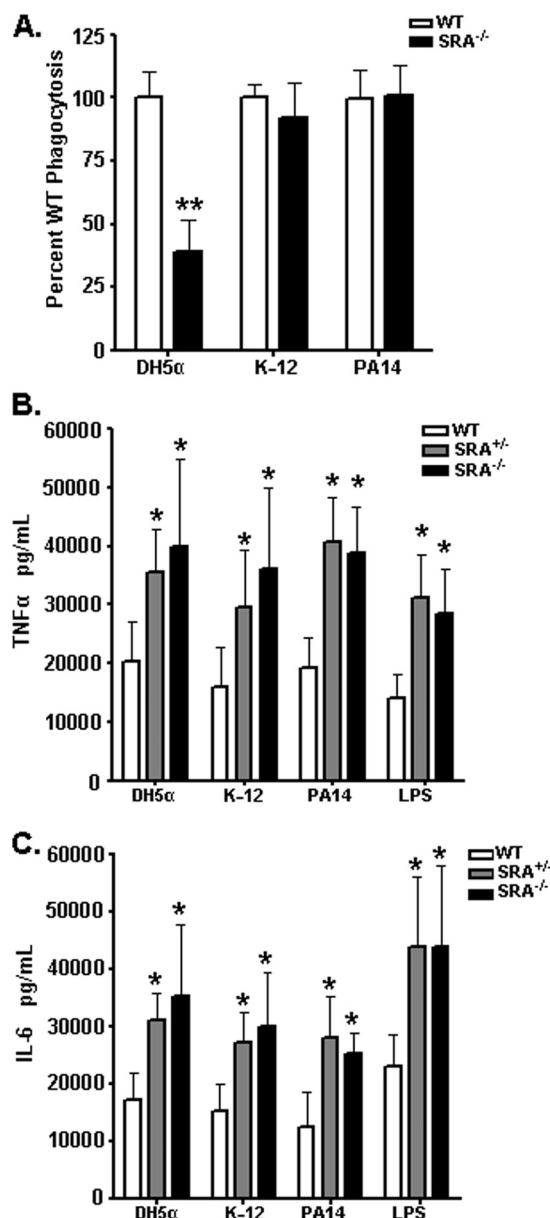 A.
WT
SRA-/-
Percent WT Phagocytosis
125
100
75
50
25
0
**
DH5α
K-12
PA14
B.
WT
SRA+/-
SRA-/-
TNFα pg/mL
60000
50000
40000
30000
20000
10000
0
* * * * * * * *
DH5α
K-12
PA14
LPS
C.
WT
SRA+/-
SRA-/-
IL-6 pg/mL
60000
50000
40000
30000
20000
10000
0
* * * * * * * *
DH5α
K-12
PA14
LPS